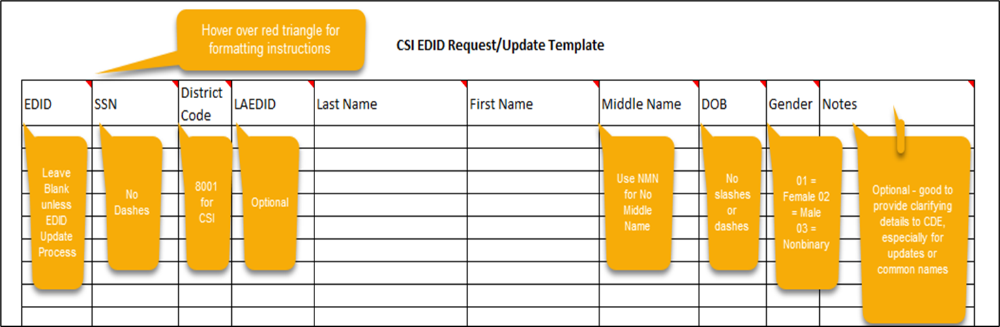 Hover over red triangle for
formatting instructions
CSI EDID Request/Update Template
EDID
SSN
District
Code
LAEDID
Last Name
First Name
Middle Name
DOB
Gender
Notes
Leave
Blank
unless
EDID
Update
Process
No
Dashes
8001
for
CSI
Optional
Use NMN
for No
Middle
Name
No
slashes
or
dashes
01 =
Female 02
= Male
03 =
Nonbinary
Optional - good to
provide clarifying
details to CDE,
especially for
updates or
common names